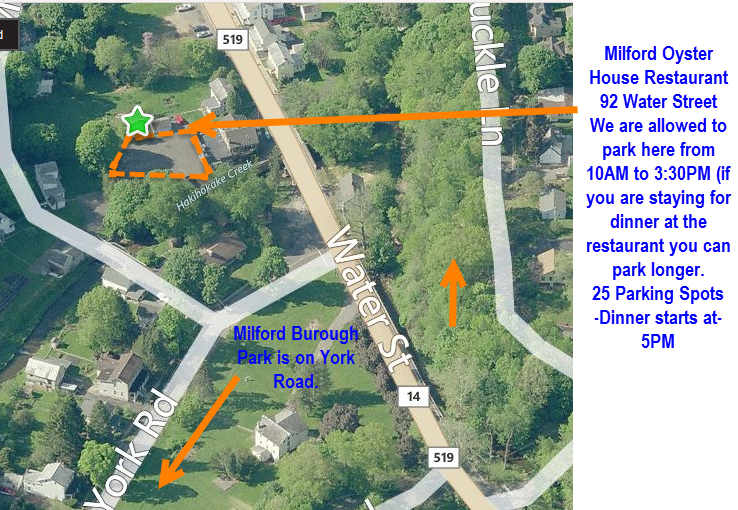 d
519
uckle Ln
Milford Oyster
House Restaurant
92 Water Street
We are allowed to
park here from
10AM to 3:30PM (if
you are staying for
dinner at the
restaurant you can
park longer.
25 Parking Spots
-Dinner starts at-
5PM
Hakihokake Creek
Water St
Milford Burough
Park is on York
Road.
14
York Rd
519